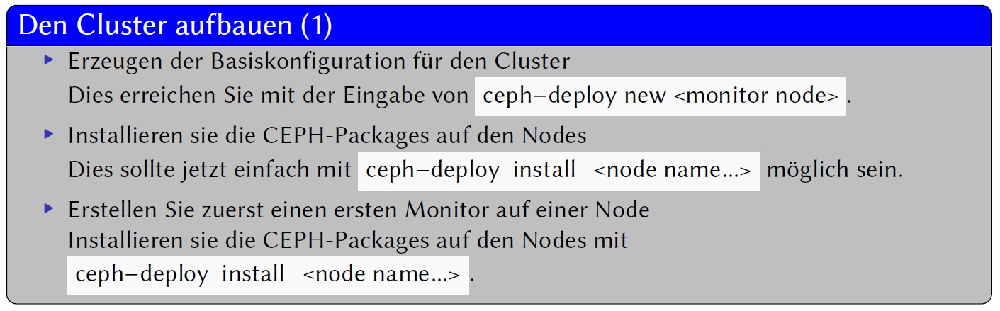 Den Cluster aufbauen (1)
▶ Erzeugen der Basiskonfiguration für den Cluster
Dies erreichen Sie mit der Eingabe von ceph–deploy new <monitor node>.
▶ Installieren sie die CEPH-Packages auf den Nodes
Dies sollte jetzt einfach mit ceph–deploy install <node name...> möglich sein.
▶ Erstellen Sie zuerst einen ersten Monitor auf einer Node
Installieren sie die CEPH-Packages auf den Nodes mit
ceph–deploy install <node name...>.